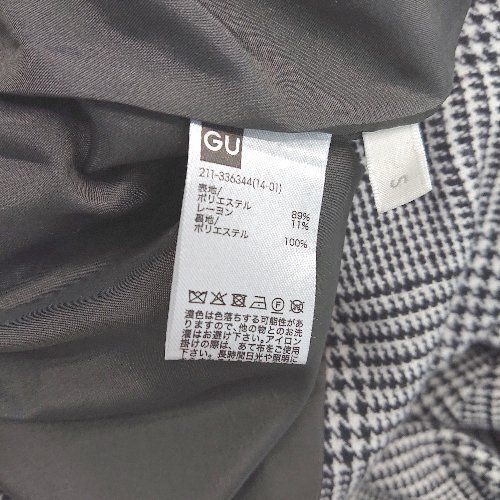 GU
211-336344(14-01)
表地/
ポリエステル 89%
レーヨン 11%
裏地/
ポリエステル 100%
濃色は色落ちする可能性があ
りますので、他の物とのお洗
濯はお避け下さい。アイロン
掛けの際は、あて布をご使用
下さい。長時間日光や照明に
S